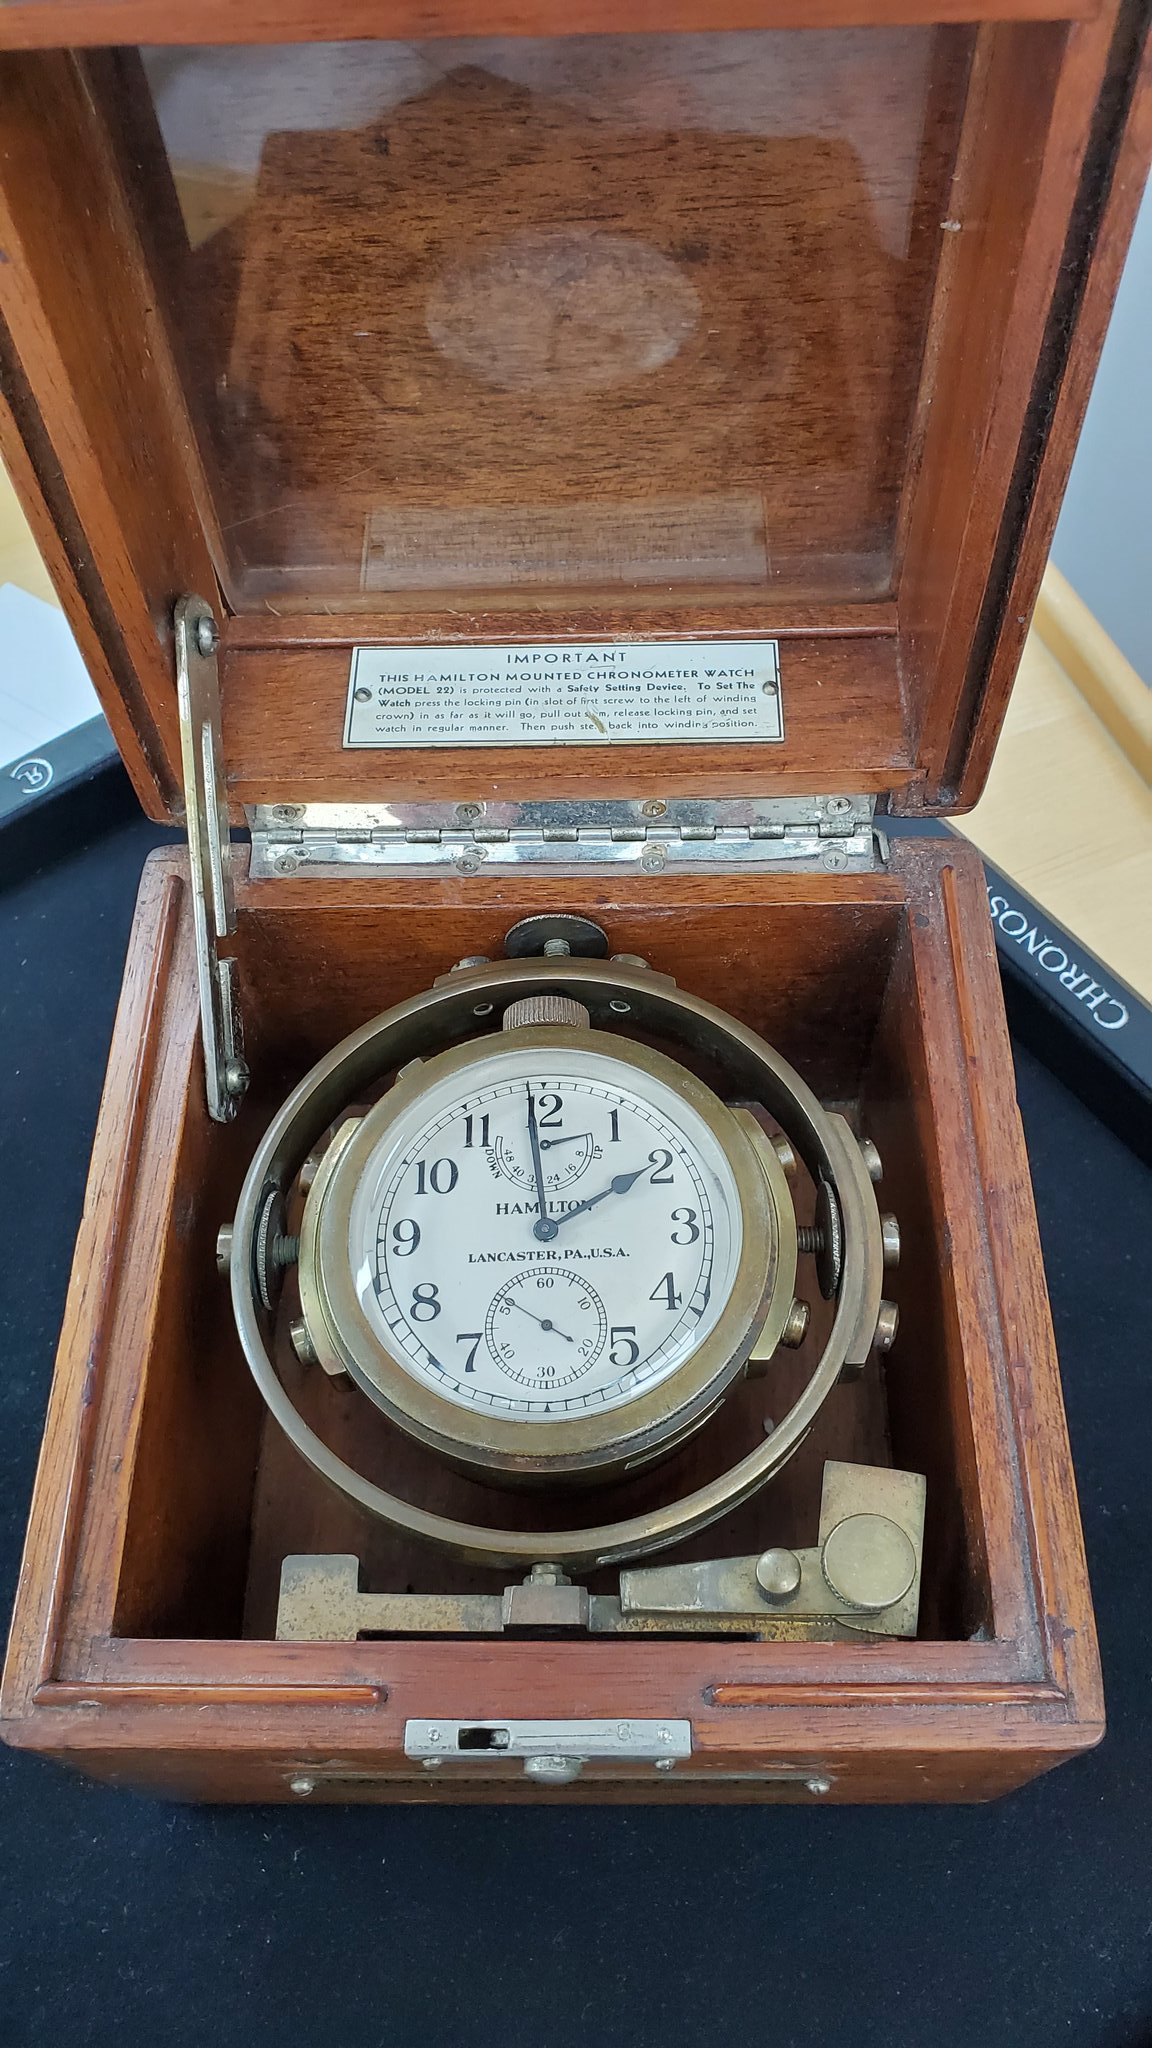 IMPORTANT
THIS HAMILTON MOUNTED CHRONOMETER WATCH
(MODEL 22) is protected with a Safety Setting Device. To Set The
Watch press the locking pin (in slot of first screw to the left of winding
crown) in as far as it will go, pull out stem, release locking pin, and set
watch in regular manner. Then push stem back into winding position.
R
CHRONOS
12
11
1
10
2
9
3
8
4
7
5
DOWN 48 40 32 24 16 8 UP
HAMILTON
LANCASTER, PA., U.S.A.
60
50
10
40
20
30